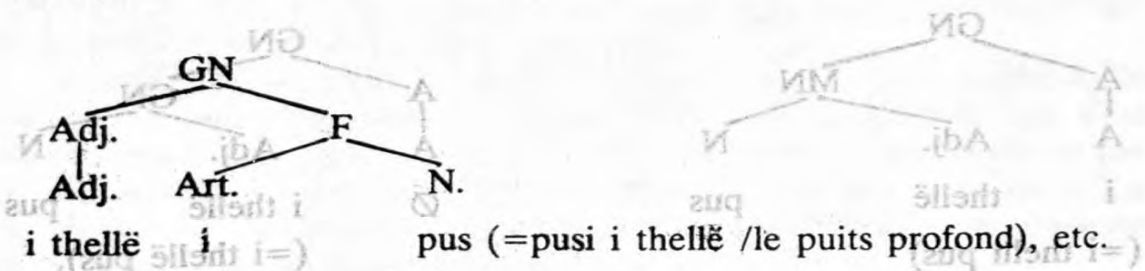 GN
Adj. F
Adj. Art. N.
i thellë i pus (=pusi i thellë /le puits profond), etc.